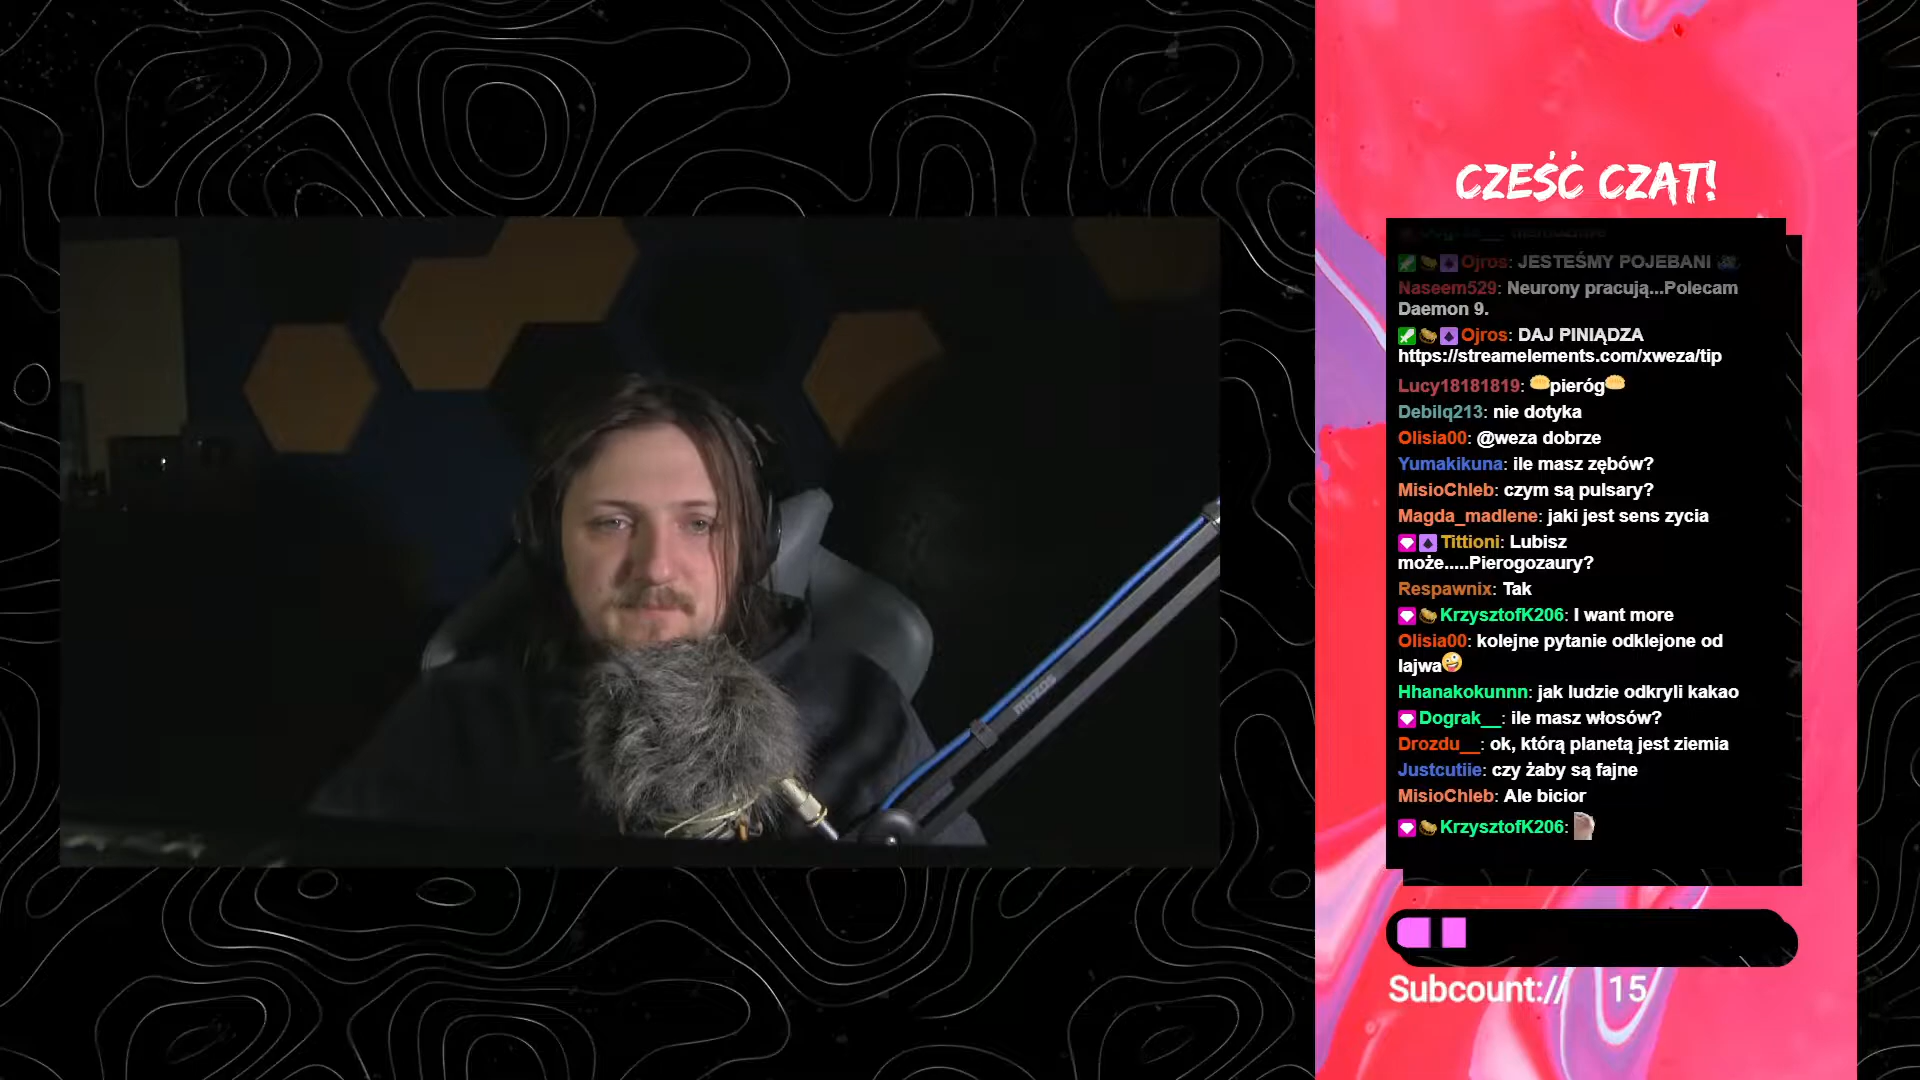 CZEŚĆ CZAT!
Ojros: JESTEŚMY POJEBANI
Naseem529: Neurony pracują...Polecam
Daemon 9.
Ojros: DAJ PINIĄDZA
https://streamelements.com/xweza/tip
Lucy18181819: pieróg
Debilq213: nie dotyka
Olisia00: @weza dobrze
Yumakikuna: ile masz zębów?
MisioChleb: czym są pulsary?
Magda_madlene: jaki jest sens zycia
Tittioni: Lubisz
może.....Pierogozaury?
Respawnix: Tak
KrzysztofK206: I want more
Olisia00: kolejne pytanie odklejone od
lajwa🤪
Hhanakokunnn: jak ludzie odkryli kakao
Dograk__: ile masz włosów?
Drozdu__: ok, którą planetą jest ziemia
Justcutiie: czy żaby są fajne
MisioChleb: Ale bicior
KrzysztofK206:
Subcount:// 15
mozos